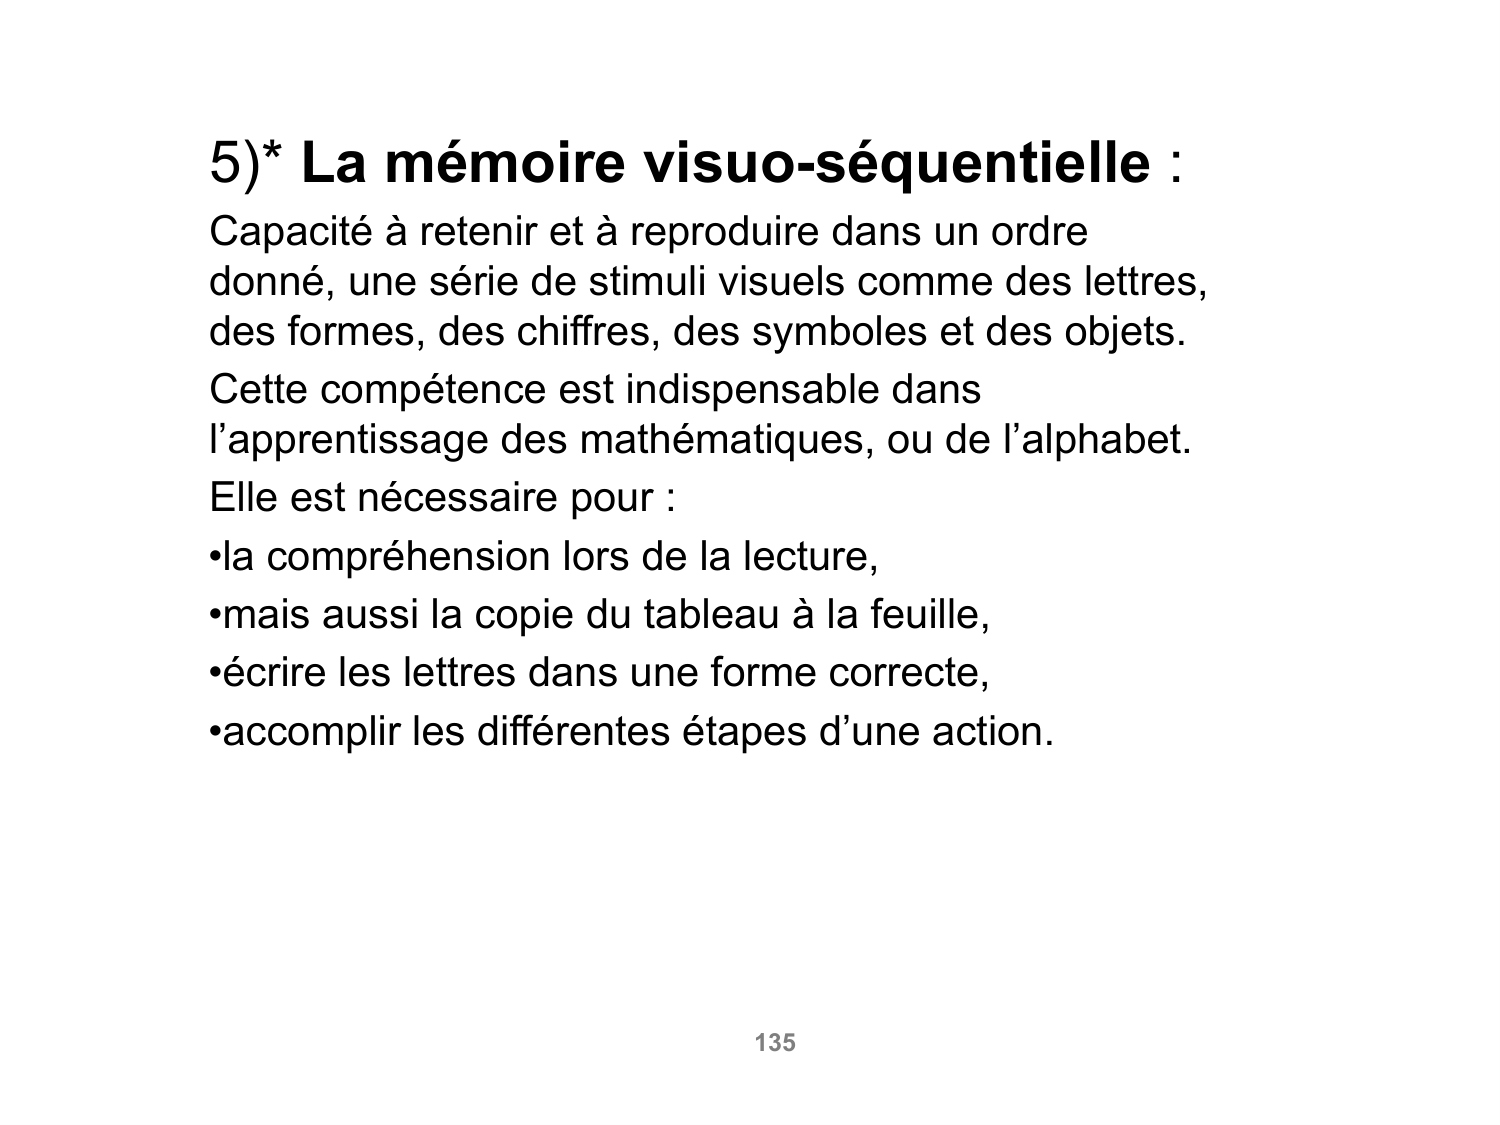 5)* La mémoire visuo-séquentielle :
Capacité à retenir et à reproduire dans un ordre
donné, une série de stimuli visuels comme des lettres,
des formes, des chiffres, des symboles et des objets.
Cette compétence est indispensable dans
l’apprentissage des mathématiques, ou de l’alphabet.
Elle est nécessaire pour :
•la compréhension lors de la lecture,
•mais aussi la copie du tableau à la feuille,
•écrire les lettres dans une forme correcte,
•accomplir les différentes étapes d’une action.
135